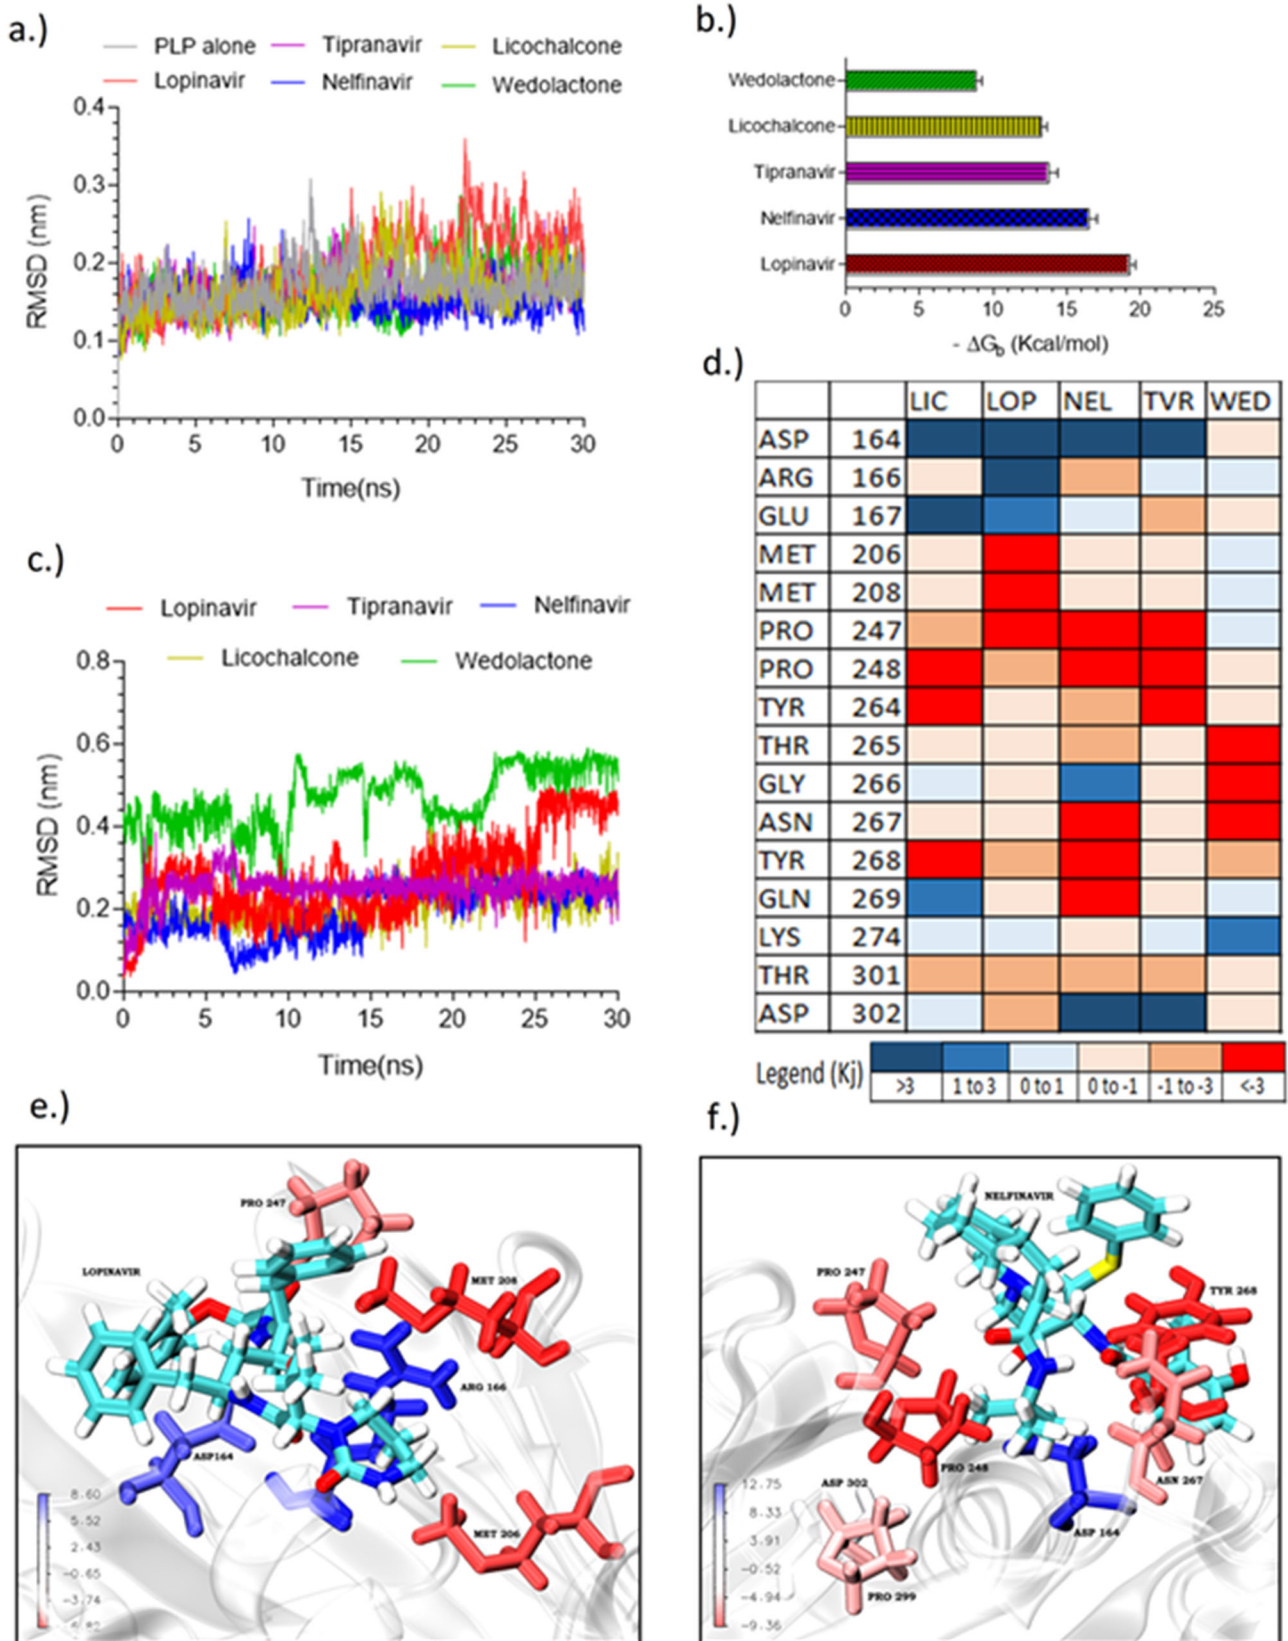 a.)
PLP alone Tipranavir Licochalcone
Lopinavir Nelfinavir Wedolactone
RMSD (nm)
0.4
0.3
0.2
0.1
0.0
0 5 10 15 20 25 30
Time(ns)
b.)
Wedolactone
Licochalcone
Tipranavir
Nelfinavir
Lopinavir
0 5 10 15 20 25
- ΔGb (Kcal/mol)
c.)
Lopinavir Tipranavir Nelfinavir
Licochalcone Wedolactone
RMSD (nm)
0.8
0.6
0.4
0.2
0.0
0 5 10 15 20 25 30
Time(ns)
d.)
LIC LOP NEL TVR WED
ASP 164
ARG 166
GLU 167
MET 206
MET 208
PRO 247
PRO 248
TYR 264
THR 265
GLY 266
ASN 267
TYR 268
GLN 269
LYS 274
THR 301
ASP 302
Legend (Kj)
>3 1 to 3 0 to 1 0 to -1 -1 to -3 <-3
e.)
PRO 247
LOPINAVIR
MET 208
ARG 166
ASP164
MET 206
8.60
5.52
2.43
-0.65
-3.74
f.)
NELFINAVIR
PRO 247
TYR 268
PRO 248
ASN 267
ASP 302
ASP 164
PRO 299
12.75
8.33
3.91
-0.52
-4.94
-9.36